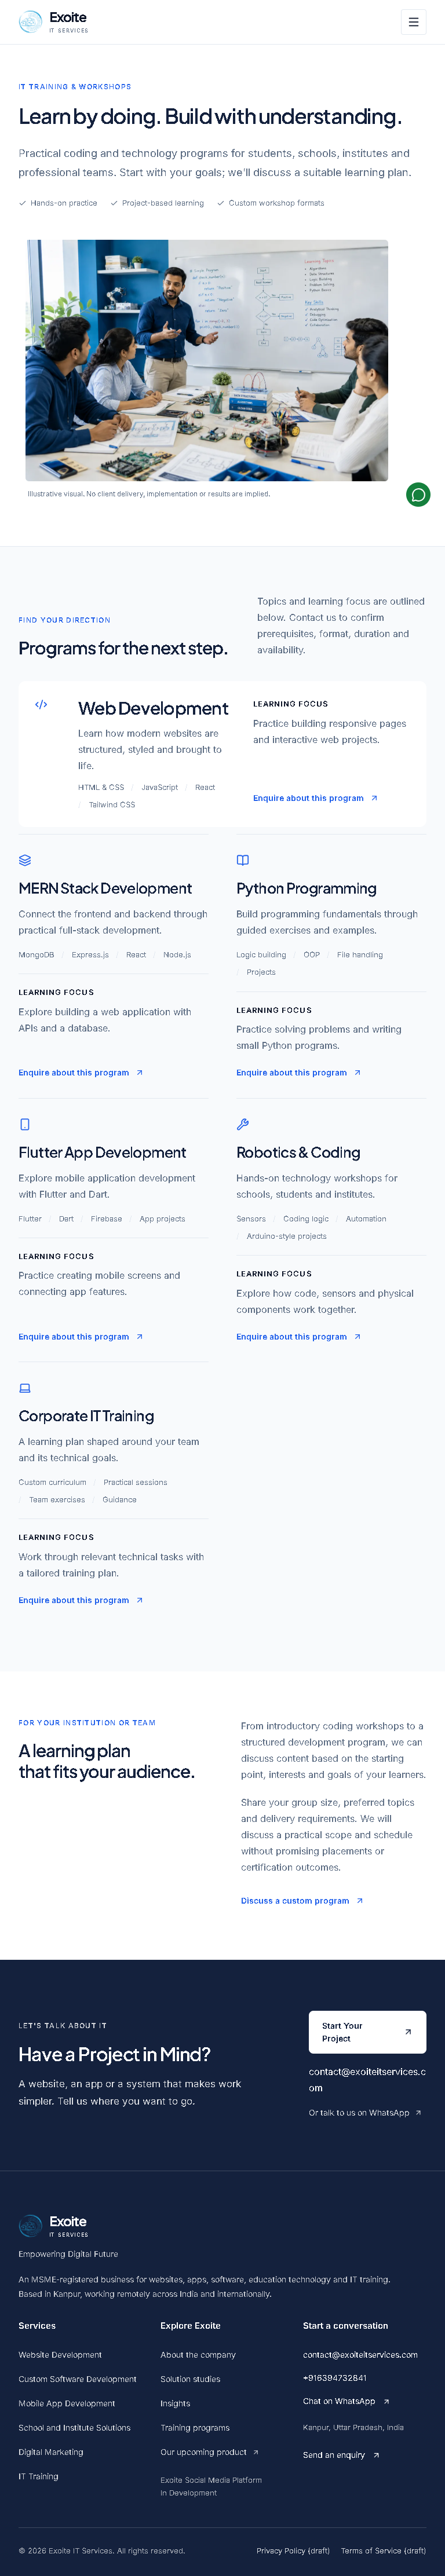 Exoite
IT SERVICES
IT TRAINING & WORKSHOPS
Learn by doing. Build with understanding.
Practical coding and technology programs for students, schools, institutes and
professional teams. Start with your goals; we'll discuss a suitable learning plan.
Hands-on practice
Project-based learning
Custom workshop formats
Illustrative visual. No client delivery, implementation or results are implied.
FIND YOUR DIRECTION
Programs for the next step.
Topics and learning focus are outlined
below. Contact us to confirm
prerequisites, format, duration and
availability.
Web Development
Learn how modern websites are
structured, styled and brought to
life.
HTML & CSS / JavaScript / React
/ Tailwind CSS
LEARNING FOCUS
Practice building responsive pages
and interactive web projects.
Enquire about this program
MERN Stack Development
Connect the frontend and backend through
practical full-stack development.
MongoDB / Express.js / React / Node.js
LEARNING FOCUS
Explore building a web application with
APIs and a database.
Enquire about this program
Python Programming
Build programming fundamentals through
guided exercises and examples.
Logic building / OOP / File handling
/ Projects
LEARNING FOCUS
Practice solving problems and writing
small Python programs.
Enquire about this program
Flutter App Development
Explore mobile application development
with Flutter and Dart.
Flutter / Dart / Firebase / App projects
LEARNING FOCUS
Practice creating mobile screens and
connecting app features.
Enquire about this program
Robotics & Coding
Hands-on technology workshops for
schools, students and institutes.
Sensors / Coding logic / Automation
/ Arduino-style projects
LEARNING FOCUS
Explore how code, sensors and physical
components work together.
Enquire about this program
Corporate IT Training
A learning plan shaped around your team
and its technical goals.
Custom curriculum / Practical sessions
/ Team exercises / Guidance
LEARNING FOCUS
Work through relevant technical tasks with
a tailored training plan.
Enquire about this program
FOR YOUR INSTITUTION OR TEAM
A learning plan
that fits your audience.
From introductory coding workshops to a
structured development program, we can
discuss content based on the starting
point, interests and goals of your learners.
Share your group size, preferred topics
and delivery requirements. We will
discuss a practical scope and schedule
without promising placements or
certification outcomes.
Discuss a custom program
LET'S TALK ABOUT IT
Have a Project in Mind?
A website, an app or a system that makes work
simpler. Tell us where you want to go.
Start Your
Project
contact@exoiteitservices.c
om
Or talk to us on WhatsApp
Exoite
IT SERVICES
Empowering Digital Future
An MSME-registered business for websites, apps, software, education technology and IT training.
Based in Kanpur, working remotely across India and internationally.
Services
Website Development
Custom Software Development
Mobile App Development
School and Institute Solutions
Digital Marketing
IT Training
Explore Exoite
About the company
Solution studies
Insights
Training programs
Our upcoming product
Exoite Social Media Platform
In Development
Start a conversation
contact@exoiteitservices.com
+916394732841
Chat on WhatsApp
Kanpur, Uttar Pradesh, India
Send an enquiry
© 2026 Exoite IT Services. All rights reserved.
Privacy Policy (draft)
Terms of Service (draft)